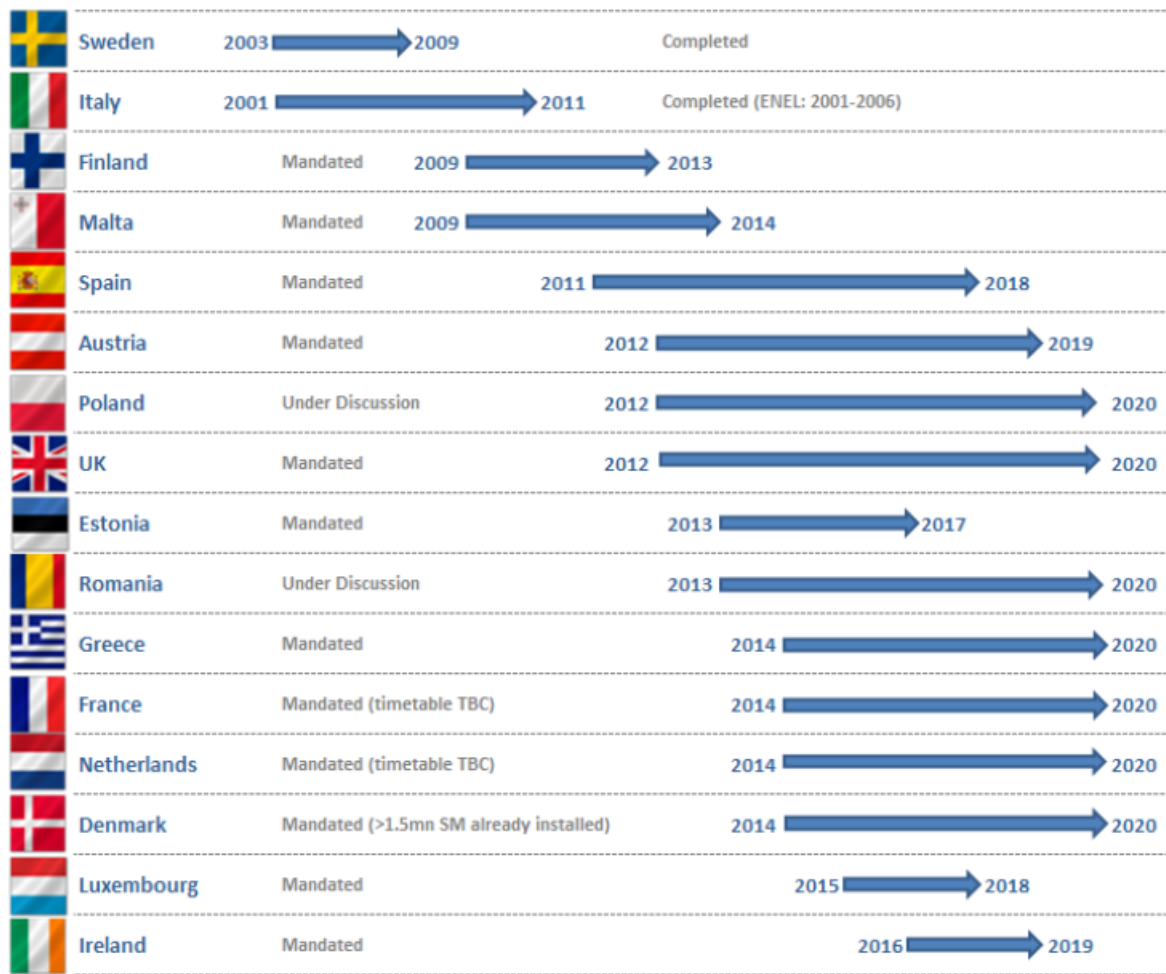 Sweden 2003 2009 Completed
Italy 2001 2011 Completed (ENEL: 2001-2006)
Finland Mandated 2009 2013
Malta Mandated 2009 2014
Spain Mandated 2011 2018
Austria Mandated 2012 2019
Poland Under Discussion 2012 2020
UK Mandated 2012 2020
Estonia Mandated 2013 2017
Romania Under Discussion 2013 2020
Greece Mandated 2014 2020
France Mandated (timetable TBC) 2014 2020
Netherlands Mandated (timetable TBC) 2014 2020
Denmark Mandated (>1.5mn SM already installed) 2014 2020
Luxembourg Mandated 2015 2018
Ireland Mandated 2016 2019